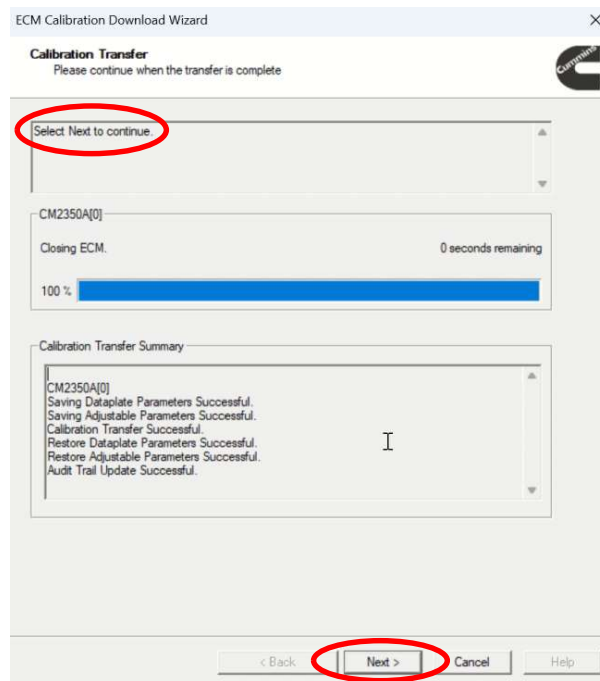 ECM Calibration Download Wizard
Calibration Transfer
Please continue when the transfer is complete
Cummins
Select Next to continue.
CM2350A[0]
Closing ECM.
0 seconds remaining
100 %
Calibration Transfer Summary
CM2350A[0]
Saving Dataplate Parameters Successful.
Saving Adjustable Parameters Successful.
Calibration Transfer Successful.
Restore Dataplate Parameters Successful.
Restore Adjustable Parameters Successful.
Audit Trail Update Successful.
< Back
Next >
Cancel
Help